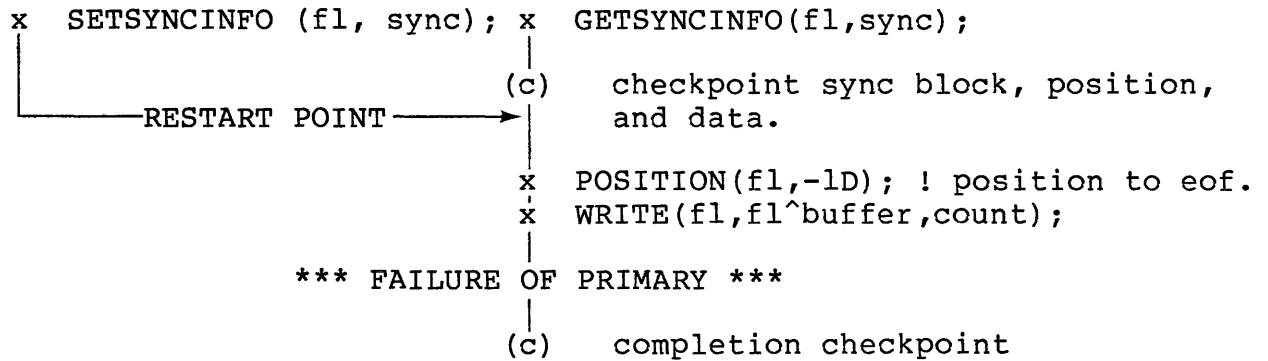 x SETSYNCINFO (fl, sync); x GETSYNCINFO(fl,sync);
(c) checkpoint sync block, position,
RESTART POINT and data.
x POSITION(fl,-1D); ! position to eof.
x WRITE(fl,fl^buffer,count);
*** FAILURE OF PRIMARY ***
(c) completion checkpoint